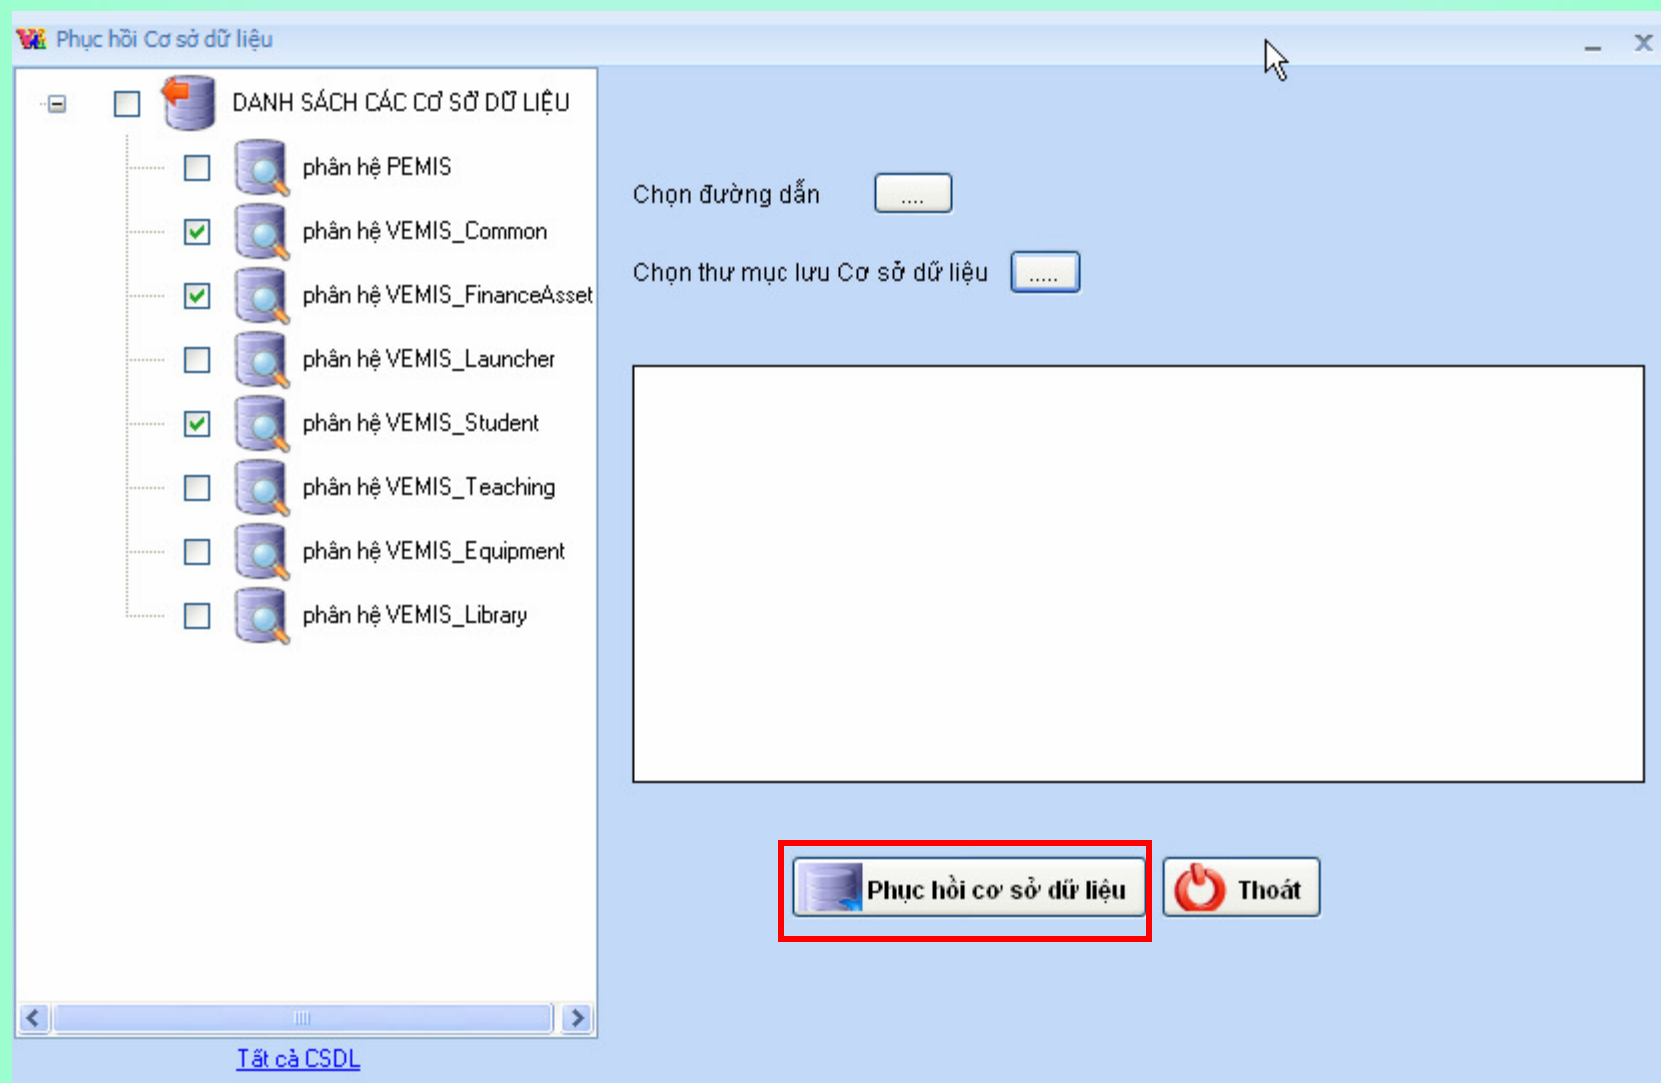 Phục hồi Cơ sở dữ liệu
DANH SÁCH CÁC CƠ SỞ DỮ LIỆU
phân hệ PEMIS
phân hệ VEMIS_Common
phân hệ VEMIS_FinanceAsset
phân hệ VEMIS_Launcher
phân hệ VEMIS_Student
phân hệ VEMIS_Teaching
phân hệ VEMIS_Equipment
phân hệ VEMIS_Library
Tất cả CSDL
Chọn đường dẫn ....
Chọn thư mục lưu Cơ sở dữ liệu .....
Phục hồi cơ sở dữ liệu
Thoát